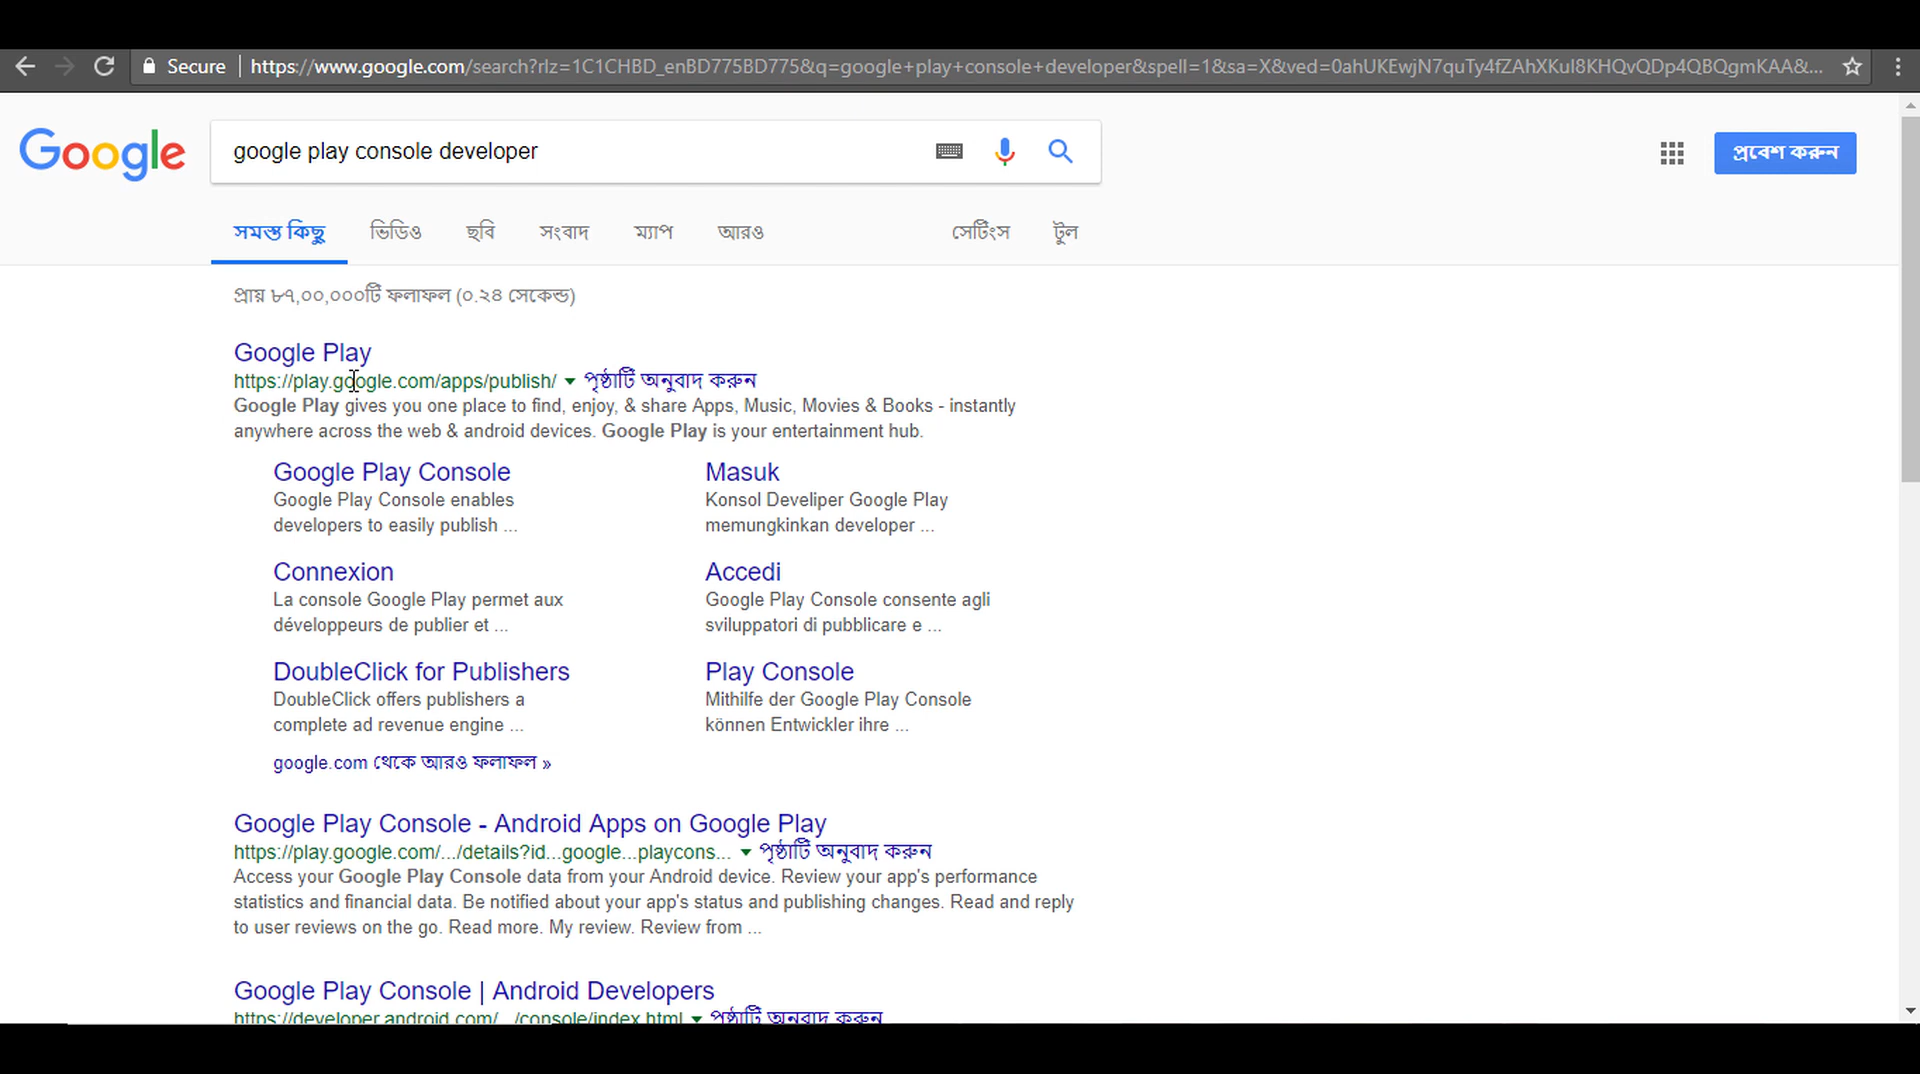 Secure | https://www.google.com/search?rlz=1C1CHBD_enBD775BD775&q=google+play+console+developer&spell=1&sa=X&ved=0ahUKEwjN7quTy4fZAhXKuI8KHQvQDp4QBQgmKAA&...
Google google play console developer প্রবেশ করুন
সমস্ত কিছু ভিডিও ছবি সংবাদ ম্যাপ আরও সেটিংস টুল
প্রায় ৮৭,০০,০০০টি ফলাফল (০.২৪ সেকেন্ড)
Google Play
https://play.google.com/apps/publish/ ▼ পৃষ্ঠাটি অনুবাদ করুন
Google Play gives you one place to find, enjoy, & share Apps, Music, Movies & Books - instantly
anywhere across the web & android devices. Google Play is your entertainment hub.
Google Play Console
Google Play Console enables
developers to easily publish ...
Masuk
Konsol Develiper Google Play
memungkinkan developer ...
Connexion
La console Google Play permet aux
développeurs de publier et ...
Accedi
Google Play Console consente agli
sviluppatori di pubblicare e ...
DoubleClick for Publishers
DoubleClick offers publishers a
complete ad revenue engine ...
Play Console
Mithilfe der Google Play Console
können Entwickler ihre ...
google.com থেকে আরও ফলাফল »
Google Play Console - Android Apps on Google Play
https://play.google.com/.../details?id...google...playcons... ▼ পৃষ্ঠাটি অনুবাদ করুন
Access your Google Play Console data from your Android device. Review your app's performance
statistics and financial data. Be notified about your app's status and publishing changes. Read and reply
to user reviews on the go. Read more. My review. Review from ...
Google Play Console | Android Developers
https://developer.android.com/.../console/index.html ▼ পৃষ্ঠাটি অনুবাদ করুন